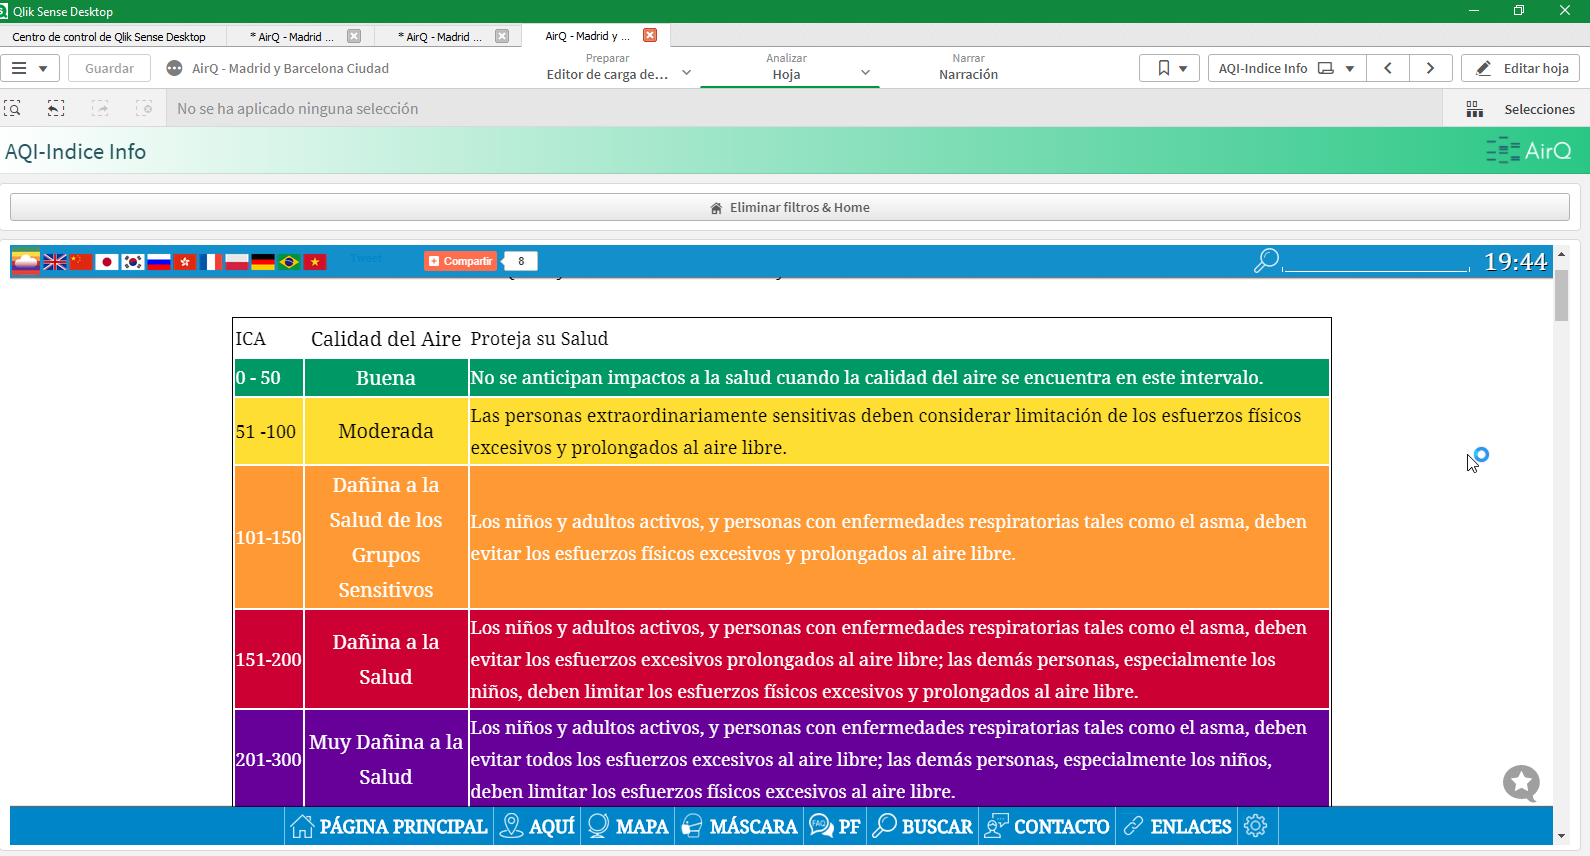 Qlik Sense Desktop
Centro de control de Qlik Sense Desktop
* AirQ - Madrid ...
* AirQ - Madrid ...
AirQ - Madrid y ...
Guardar
AirQ - Madrid y Barcelona Ciudad
Preparar
Editor de carga de...
Analizar
Hoja
Narrar
Narración
AQI-Indice Info
Editar hoja
No se ha aplicado ninguna selección
Selecciones
AQI-Indice Info
AirQ
Eliminar filtros & Home
Tweet
Compartir
8
19:44
ICA
Calidad del Aire
Proteja su Salud
0 - 50
Buena
No se anticipan impactos a la salud cuando la calidad del aire se encuentra en este intervalo.
51 -100
Moderada
Las personas extraordinariamente sensitivas deben considerar limitación de los esfuerzos físicos
excesivos y prolongados al aire libre.
101-150
Dañina a la
Salud de los
Grupos
Sensitivos
Los niños y adultos activos, y personas con enfermedades respiratorias tales como el asma, deben
evitar los esfuerzos físicos excesivos y prolongados al aire libre.
151-200
Dañina a la
Salud
Los niños y adultos activos, y personas con enfermedades respiratorias tales como el asma, deben
evitar los esfuerzos excesivos prolongados al aire libre; las demás personas, especialmente los
niños, deben limitar los esfuerzos físicos excesivos y prolongados al aire libre.
201-300
Muy Dañina a la
Salud
Los niños y adultos activos, y personas con enfermedades respiratorias tales como el asma, deben
evitar todos los esfuerzos excesivos al aire libre; las demás personas, especialmente los niños,
deben limitar los esfuerzos físicos excesivos al aire libre.
PÁGINA PRINCIPAL
AQUÍ
MAPA
MÁSCARA
FAQ
PF
BUSCAR
CONTACTO
ENLACES